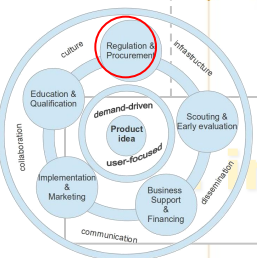 culture
Regulation &
Procurement
infrastructure
Education &
Qualification
demand-driven
Scouting &
Early evaluation
Product
idea
collaboration
user-focused
Implementation
&
Marketing
Business
Support
&
Financing
dissemination
communication